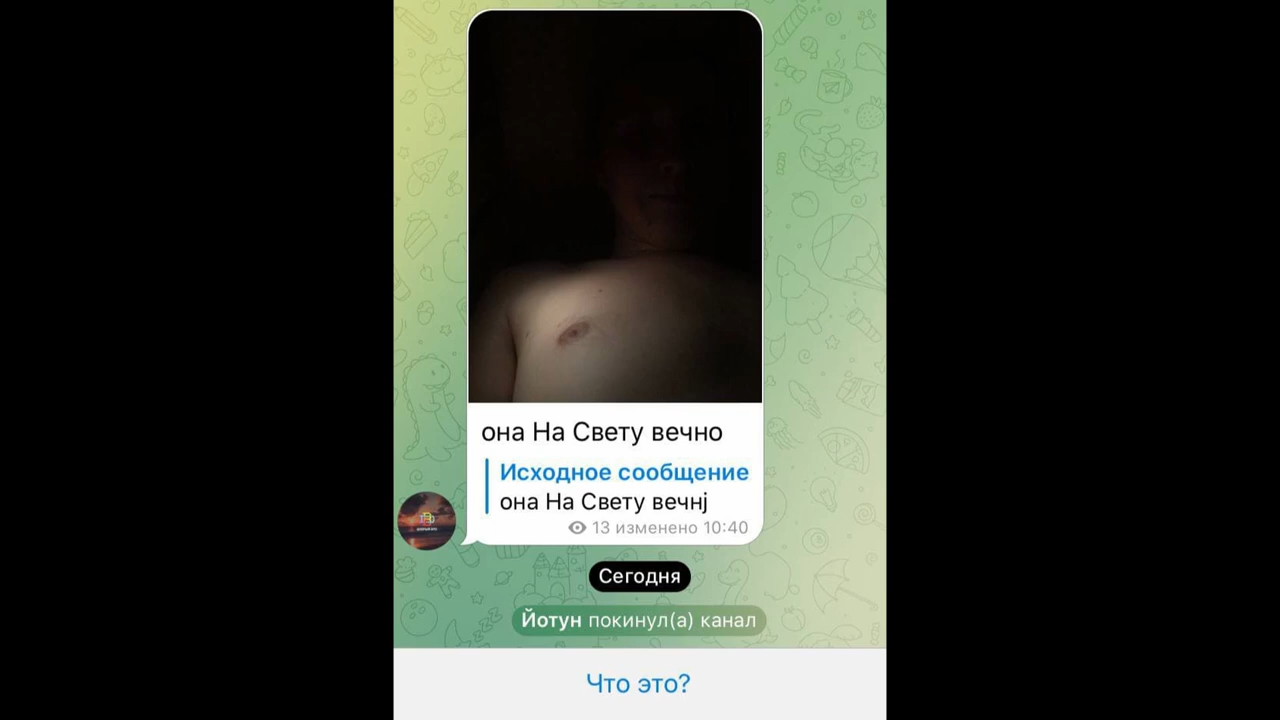 она На Свету вечно
Исходное сообщение
она На Свету вечнј
13 изменено 10:40
Сегодня
Йотун покинул(а) канал
Что это?